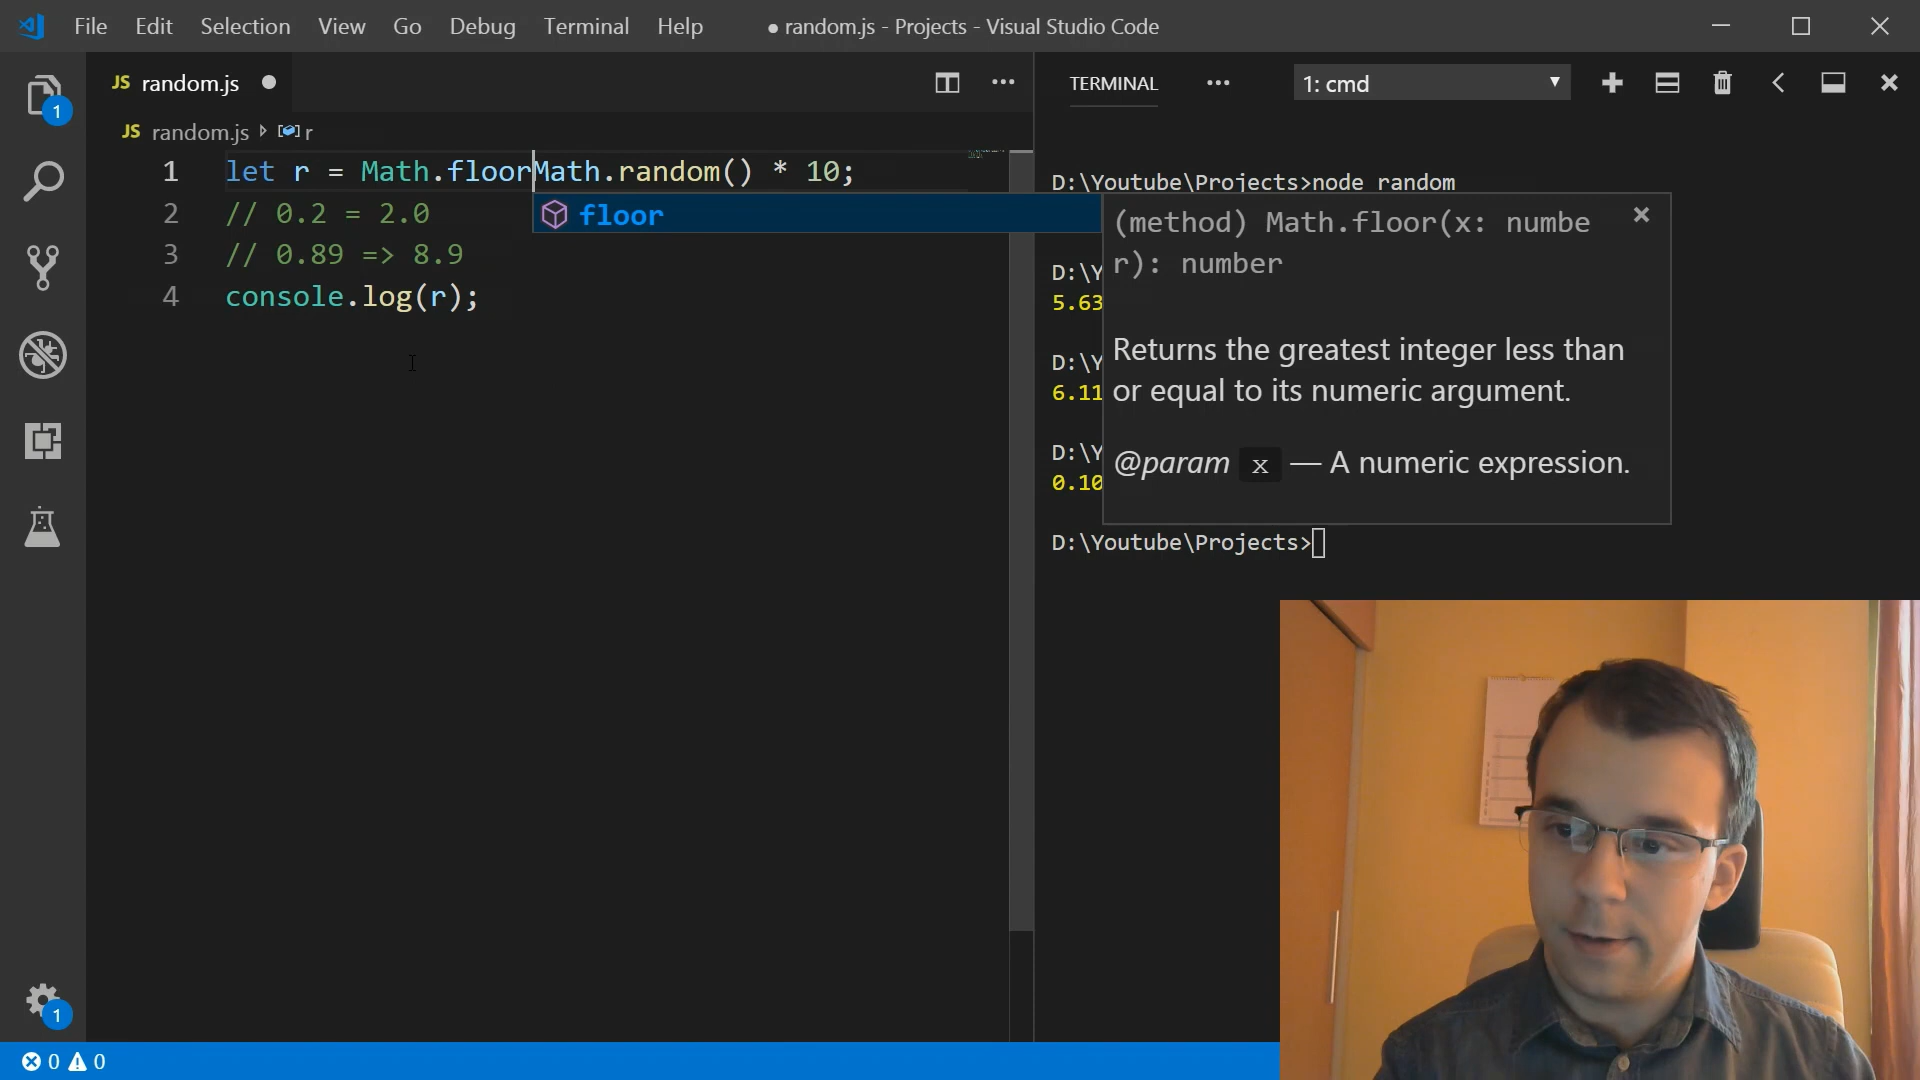 File Edit Selection View Go Debug Terminal Help ● random.js - Projects - Visual Studio Code
JS random.js
JS random.js r
1 let r = Math.floorMath.random() * 10;
2 // 0.2 = 2.0
3 // 0.89 => 8.9
4 console.log(r);
floor
TERMINAL ••• 1: cmd
D:\Youtube\Projects>node random
(method) Math.floor(x: numbe
r): number
Returns the greatest integer less than
or equal to its numeric argument.
@param x — A numeric expression.
D:\Y
5.63
D:\Y
6.11
D:\Y
0.10
D:\Youtube\Projects>
1
1
0 0